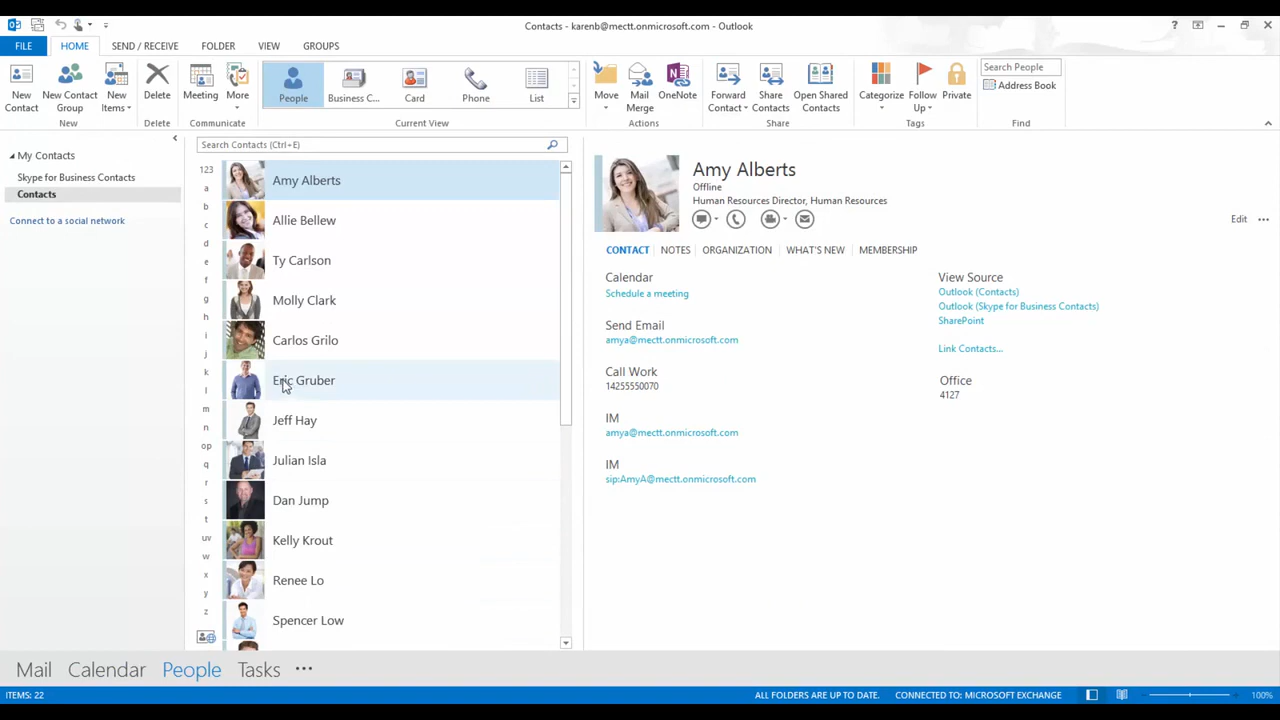 Contacts - karenb@mectt.onmicrosoft.com - Outlook
?
FILE HOME SEND / RECEIVE FOLDER VIEW GROUPS
New Contact
New Contact Group
New Items
New
Delete
Delete
Meeting
More
Communicate
People
Business C...
Card
Phone
List
Current View
Move
Mail Merge
OneNote
Actions
Forward Contact
Share Contacts
Open Shared Contacts
Share
Categorize
Follow Up
Private
Tags
Search People
Address Book
Find
My Contacts
Skype for Business Contacts
Contacts
Connect to a social network
Search Contacts (Ctrl+E)
123
a
b
c
d
e
f
g
h
i
j
k
l
m
n
op
q
r
s
t
uv
w
x
y
z
Amy Alberts
Allie Bellew
Ty Carlson
Molly Clark
Carlos Grilo
Eric Gruber
Jeff Hay
Julian Isla
Dan Jump
Kelly Krout
Renee Lo
Spencer Low
Amy Alberts
Offline
Human Resources Director, Human Resources
Edit
CONTACT NOTES ORGANIZATION WHAT'S NEW MEMBERSHIP
Calendar
Schedule a meeting
Send Email
amya@mectt.onmicrosoft.com
Call Work
14255550070
IM
amya@mectt.onmicrosoft.com
IM
sip:AmyA@mectt.onmicrosoft.com
View Source
Outlook (Contacts)
Outlook (Skype for Business Contacts)
SharePoint
Link Contacts...
Office
4127
Mail Calendar People Tasks ...
ITEMS: 22
ALL FOLDERS ARE UP TO DATE. CONNECTED TO: MICROSOFT EXCHANGE 100%